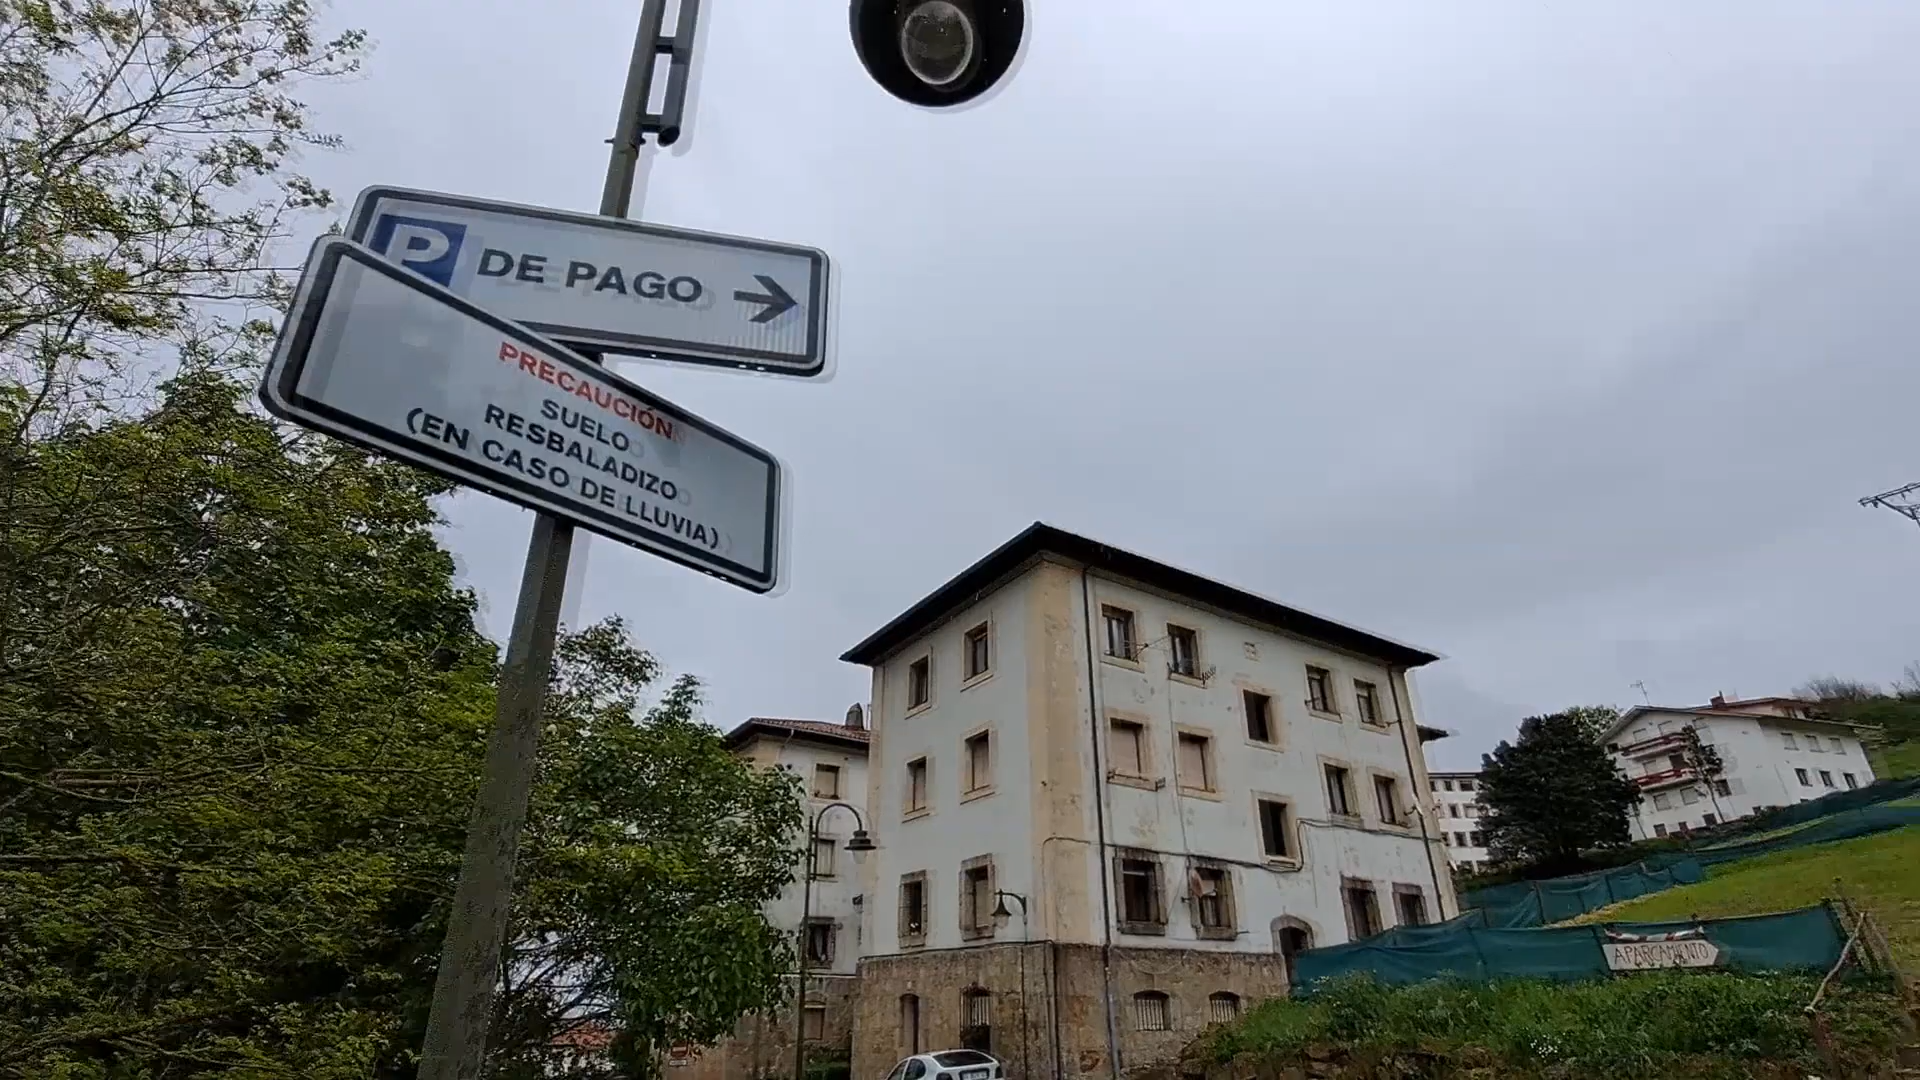 P DE PAGO
PRECAUCIÓN
SUELO
RESBALADIZO
(EN CASO DE LLUVIA)
APARCAMIENTO